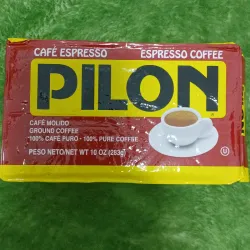 CAFÉ ESPRESSO ESPRESSO COFFEE
PILON
CAFÉ MOLIDO
GROUND COFFEE
100% CAFÉ PURO · 100% PURE COFFEE
PESO NETO/NET WT 10 OZ (283g)
U